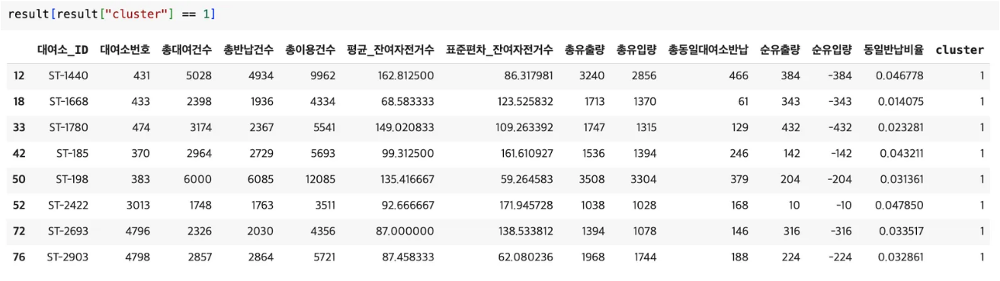 result[result["cluster"] == 1]
대여소_ID 대여소번호 총대여건수 총반납건수 총이용건수 평균_잔여자전거수 표준편차_잔여자전거수 총유출량 총유입량 총동일대여소반납 순유출량 순유입량 동일반납비율 cluster
12 ST-1440 431 5028 4934 9962 162.812500 86.317981 3240 2856 466 384 -384 0.046778 1
18 ST-1668 433 2398 1936 4334 68.583333 123.525832 1713 1370 61 343 -343 0.014075 1
33 ST-1780 474 3174 2367 5541 149.020833 109.263392 1747 1315 129 432 -432 0.023281 1
42 ST-185 370 2964 2729 5693 99.312500 161.610927 1536 1394 246 142 -142 0.043211 1
50 ST-198 383 6000 6085 12085 135.416667 59.264583 3508 3304 379 204 -204 0.031361 1
52 ST-2422 3013 1748 1763 3511 92.666667 171.945728 1038 1028 168 10 -10 0.047850 1
72 ST-2693 4796 2326 2030 4356 87.000000 138.533812 1394 1078 146 316 -316 0.033517 1
76 ST-2903 4798 2857 2864 5721 87.458333 62.080236 1968 1744 188 224 -224 0.032861 1